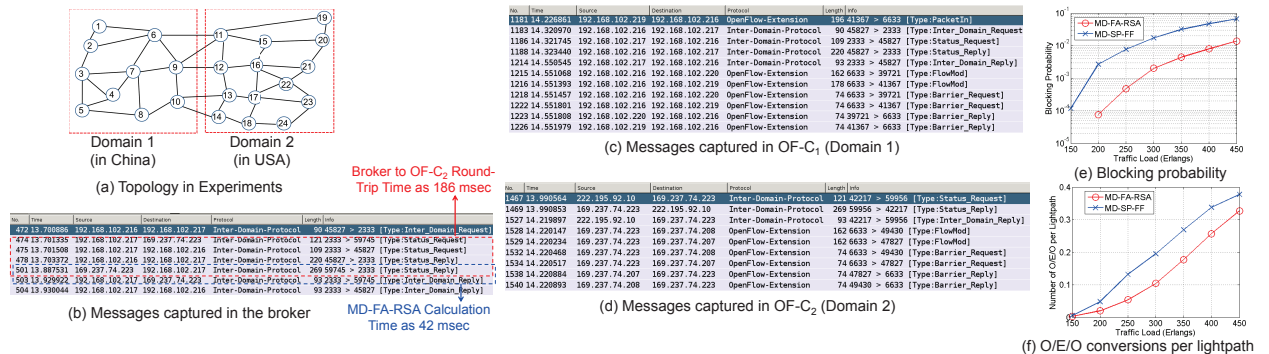 1
2
3
4
5
6
7
8
9
10
11
12
13
14
15
16
17
18
19
20
21
22
23
24
Domain 1
(in China)
Domain 2
(in USA)
(a) Topology in Experiments
Broker to OF-C2 Round-
Trip Time as 186 msec
No. Time Source Destination Protocol Length Info
472 13.700886 192.168.102.216 192.168.102.217 Inter-Domain-Protocol 90 45827 > 2333 [Type:Inter_Domain_Request]
474 13.701335 192.168.102.217 169.237.74.223 Inter-Domain-Protocol 121 2333 > 59745 [Type:Status_Request]
475 13.701508 192.168.102.217 192.168.102.216 Inter-Domain-Protocol 109 2333 > 45827 [Type:Status_Request]
478 13.703372 192.168.102.216 192.168.102.217 Inter-Domain-Protocol 220 45827 > 2333 [Type:Status_Reply]
501 13.887531 169.237.74.223 192.168.102.217 Inter-Domain-Protocol 269 59745 > 2333 [Type:Status_Reply]
503 13.929922 192.168.102.217 169.237.74.223 Inter-Domain-Protocol 93 2333 > 59745 [Type:Inter_Domain_Reply]
504 13.930044 192.168.102.217 192.168.102.216 Inter-Domain-Protocol 93 2333 > 45827 [Type:Inter_Domain_Reply]
(b) Messages captured in the broker
MD-FA-RSA Calculation
Time as 42 msec
No. Time Source Destination Protocol Length Info
1181 14.226861 192.168.102.219 192.168.102.216 OpenFlow-Extension 196 41367 > 6633 [Type:PacketIn]
1183 14.320970 192.168.102.216 192.168.102.217 Inter-Domain-Protocol 90 45827 > 2333 [Type:Inter_Domain_Request
1186 14.321745 192.168.102.217 192.168.102.216 Inter-Domain-Protocol 109 2333 > 45827 [Type:Status_Request]
1188 14.323440 192.168.102.216 192.168.102.217 Inter-Domain-Protocol 220 45827 > 2333 [Type:Status_Reply]
1214 14.550545 192.168.102.217 192.168.102.216 Inter-Domain-Protocol 93 2333 > 45827 [Type:Inter_Domain_Reply]
1215 14.551068 192.168.102.216 192.168.102.220 OpenFlow-Extension 162 6633 > 39721 [Type:FlowMod]
1216 14.551393 192.168.102.216 192.168.102.219 OpenFlow-Extension 178 6633 > 41367 [Type:FlowMod]
1218 14.551457 192.168.102.216 192.168.102.220 OpenFlow-Extension 74 6633 > 39721 [Type:Barrier_Request]
1222 14.551801 192.168.102.216 192.168.102.219 OpenFlow-Extension 74 6633 > 41367 [Type:Barrier_Request]
1223 14.551808 192.168.102.220 192.168.102.216 OpenFlow-Extension 74 39721 > 6633 [Type:Barrier_Reply]
1226 14.551979 192.168.102.219 192.168.102.216 OpenFlow-Extension 74 41367 > 6633 [Type:Barrier_Reply]
(c) Messages captured in OF-C1 (Domain 1)
No. Time Source Destination Protocol Length Info
1467 13.990564 222.195.92.10 169.237.74.223 Inter-Domain-Protocol 121 42217 > 59956 [Type:Status_Request]
1469 13.990853 169.237.74.223 222.195.92.10 Inter-Domain-Protocol 269 59956 > 42217 [Type:Status_Reply]
1527 14.219897 222.195.92.10 169.237.74.223 Inter-Domain-Protocol 93 42217 > 59956 [Type:Inter_Domain_Reply]
1528 14.220147 169.237.74.223 169.237.74.208 OpenFlow-Extension 162 6633 > 49430 [Type:FlowMod]
1529 14.220234 169.237.74.223 169.237.74.207 OpenFlow-Extension 162 6633 > 47827 [Type:FlowMod]
1532 14.220468 169.237.74.223 169.237.74.208 OpenFlow-Extension 74 6633 > 49430 [Type:Barrier_Request]
1534 14.220517 169.237.74.223 169.237.74.207 OpenFlow-Extension 74 6633 > 47827 [Type:Barrier_Request]
1538 14.220884 169.237.74.207 169.237.74.223 OpenFlow-Extension 74 47827 > 6633 [Type:Barrier_Reply]
1540 14.220893 169.237.74.208 169.237.74.223 OpenFlow-Extension 74 49430 > 6633 [Type:Barrier_Reply]
(d) Messages captured in OF-C2 (Domain 2)
MD-FA-RSA
MD-SP-FF
Blocking Probability
10^0
10^-1
10^-2
10^-3
10^-4
10^-5
150 200 250 300 350 400 450
Traffic Load (Erlangs)
(e) Blocking probability
MD-FA-RSA
MD-SP-FF
Number of O/E/O per Lightpath
0.4
0.3
0.2
0.1
0
150 200 250 300 350 400 450
Traffic Load (Erlangs)
(f) O/E/O conversions per lightpath